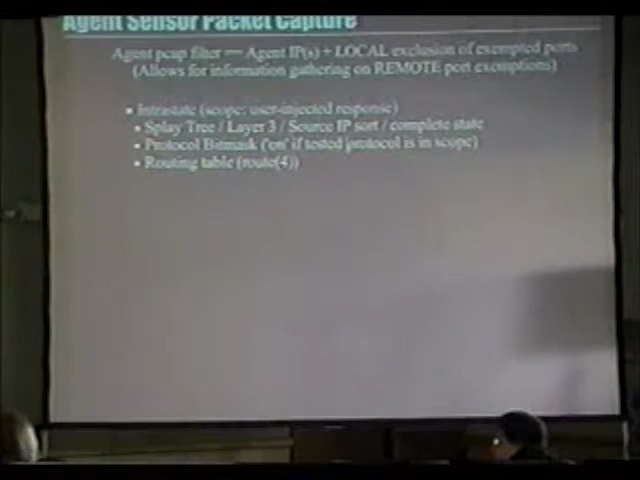 Agent Sensor Packet Capture
Agent pcap filter — Agent IP(s) + LOCAL exclusion of exempted ports
(Allows for information gathering on REMOTE port exemptions)
Intrastate (scope: user-injected response)
Splay Tree / Layer 3 / Source IP sort / complete state
Protocol Bitmask ('on' if tested protocol is in scope)
Routing table (route(4))